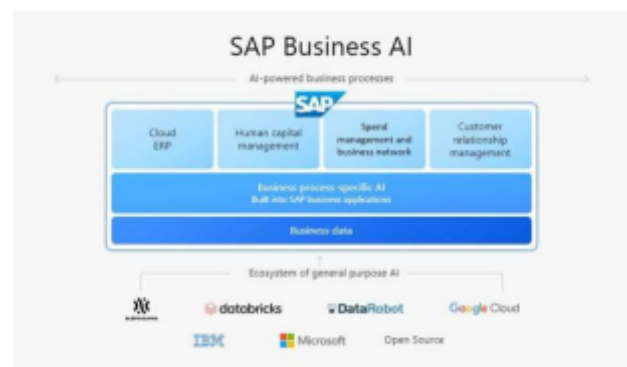 SAP Business AI
AI-powered business processes
SAP
Cloud
ERP
Human capital
management
Spend
management and
business network
Customer
relationship
management
Business process-specific AI
Built into SAP business applications
Business data
Ecosystem of general purpose AI
databricks
DataRobot
Google Cloud
IBM
Microsoft
Open Source